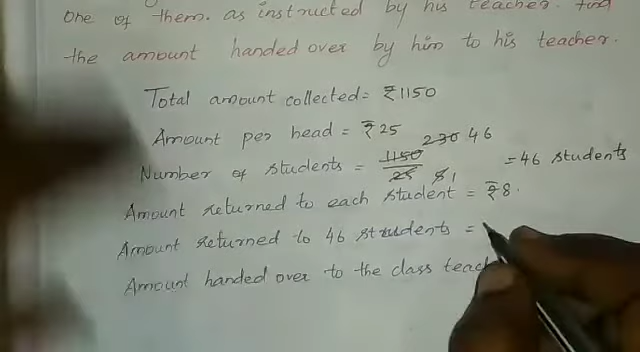 one of them. as instructed by his teacher. find
the amount handed over by him to his teacher.
Total amount collected = ₹1150
Amount per head = ₹25
230 46
Number of students = 1150/25 5 1 = 46 students
Amount returned to each student = ₹8.
Amount returned to 46 students =
Amount handed over to the class teach